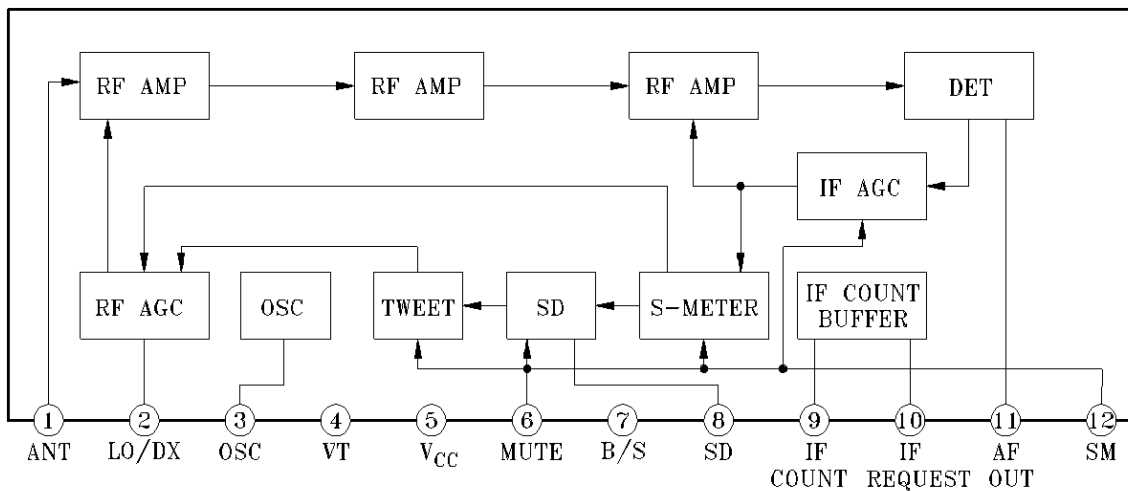 RF AMP
RF AMP
RF AMP
DET
IF AGC
RF AGC
OSC
TWEET
SD
S-METER
IF COUNT
BUFFER
1
2
3
4
5
6
7
8
9
10
11
12
ANT
LO/DX
OSC
VT
VCC
MUTE
B/S
SD
IF
COUNT
IF
REQUEST
AF
OUT
SM